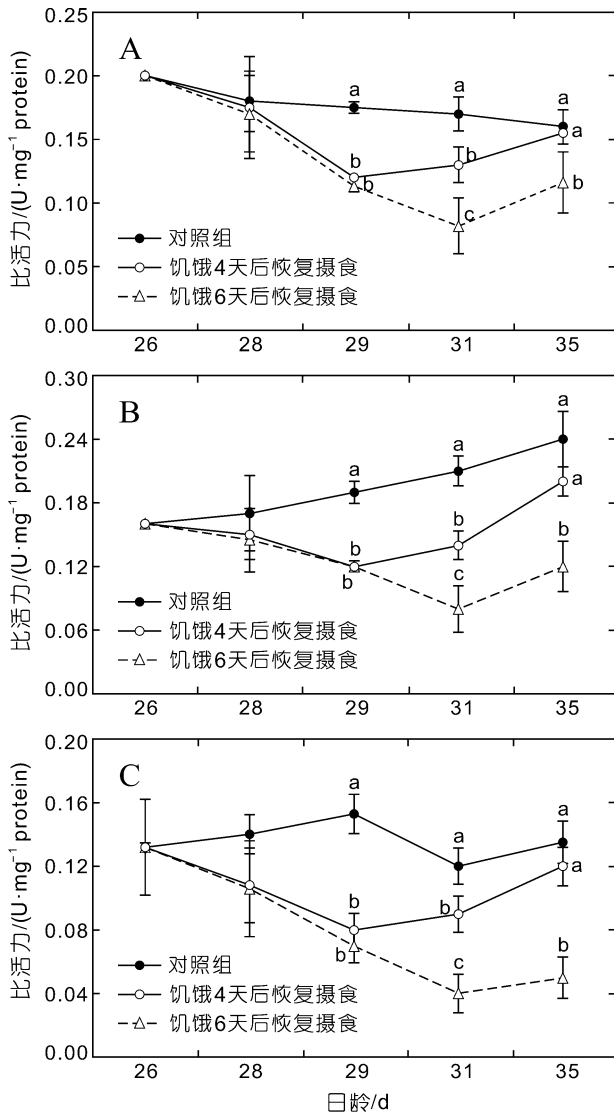 0.25
A
a
a
a
0.20
a
b
b
0.15
b
b
c
0.10
对照组
饥饿4天后恢复摄食
0.05
饥饿6天后恢复摄食
0.00
26 28 29 31 35
比活力/(U·mg⁻¹ protein)
0.30
B
a
0.24
a
a
a
0.18
b
b
b
0.12
b
c
对照组
0.06
饥饿4天后恢复摄食
饥饿6天后恢复摄食
0.00
26 28 29 31 35
比活力/(U·mg⁻¹ protein)
0.20
C
a
0.16
a
a
0.12
a
b
b
0.08
b
b
c
对照组
0.04
饥饿4天后恢复摄食
饥饿6天后恢复摄食
0.00
26 28 29 31 35
比活力/(U·mg⁻¹ protein)
日龄/d